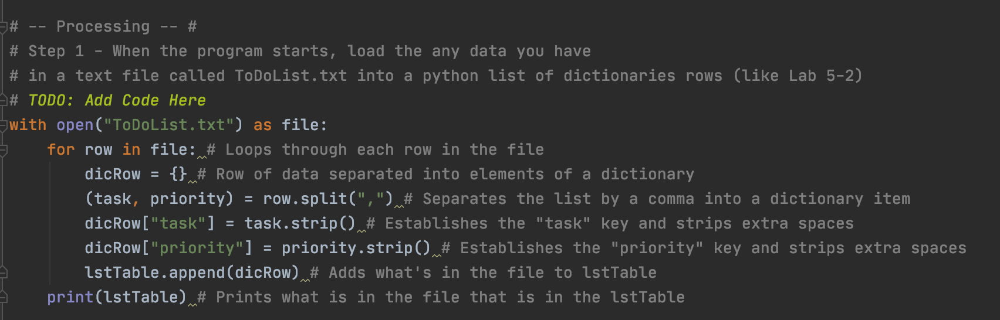 # -- Processing -- #
# Step 1 - When the program starts, load the any data you have
# in a text file called ToDoList.txt into a python list of dictionaries rows (like Lab 5-2)
# TODO: Add Code Here
with open("ToDoList.txt") as file:
    for row in file: # Loops through each row in the file
        dicRow = {} # Row of data separated into elements of a dictionary
        (task, priority) = row.split(",") # Separates the list by a comma into a dictionary item
        dicRow["task"] = task.strip() # Establishes the "task" key and strips extra spaces
        dicRow["priority"] = priority.strip() # Establishes the "priority" key and strips extra spaces
        lstTable.append(dicRow) # Adds what's in the file to lstTable
    print(lstTable) # Prints what is in the file that is in the lstTable